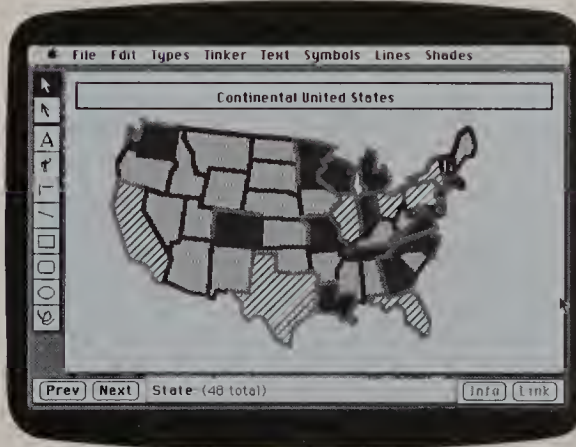 File Edit Types Tinker Text Symbols Lines Shades
Continental United States
A
T
Prev Next State: (48 total) Info Link